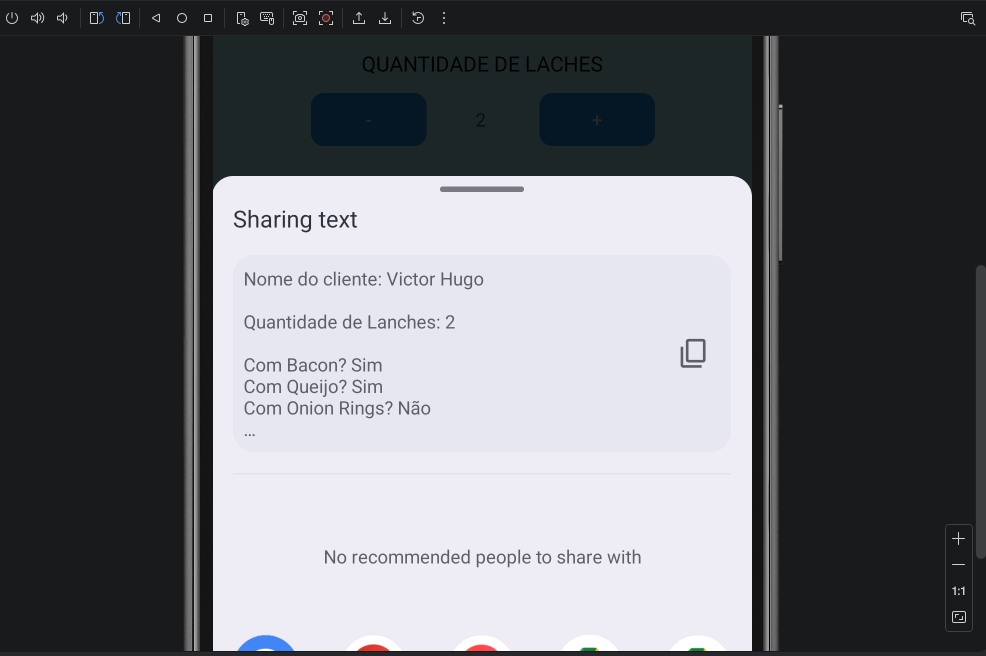 QUANTIDADE DE LACHES
- 2 +
Sharing text
Nome do cliente: Victor Hugo
Quantidade de Lanches: 2
Com Bacon? Sim
Com Queijo? Sim
Com Onion Rings? Não
…
No recommended people to share with
1:1